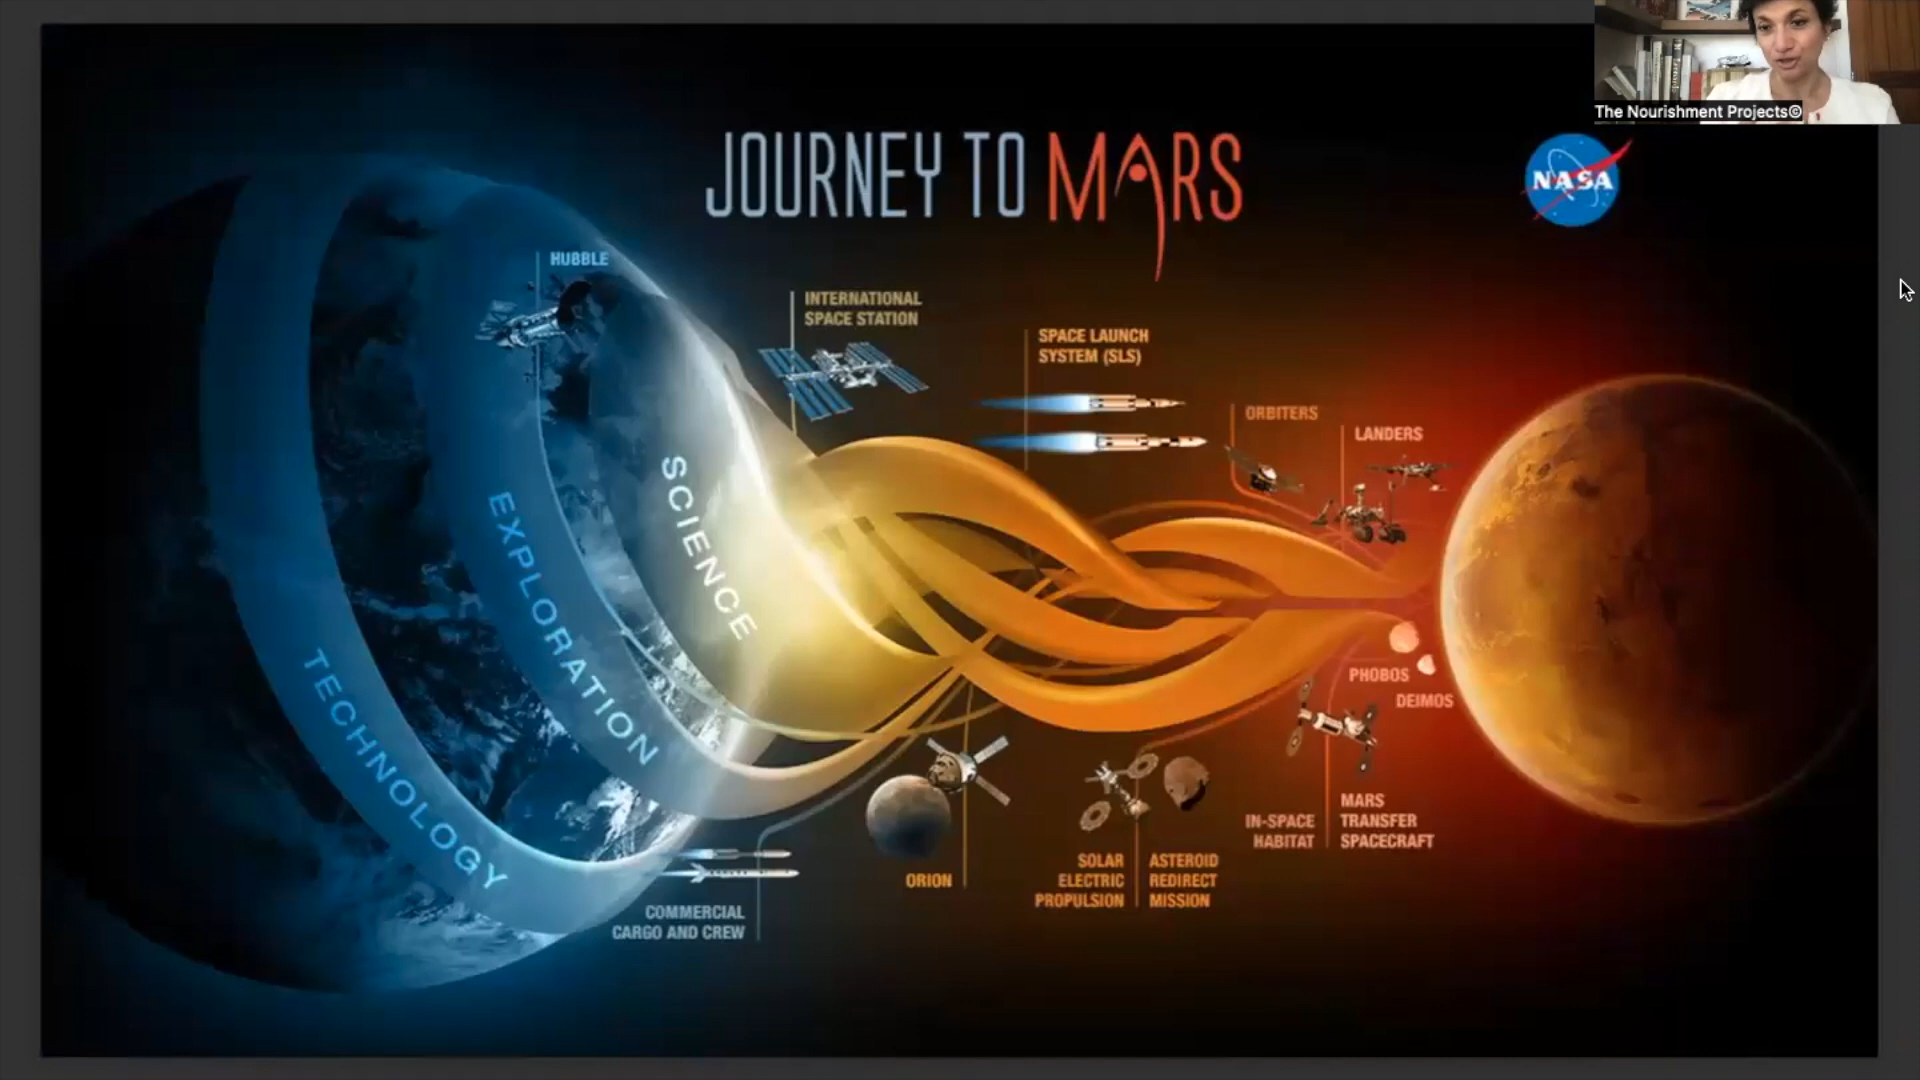 The Nourishment Projects©
JOURNEY TO MARS
NASA
HUBBLE
INTERNATIONAL
SPACE STATION
SPACE LAUNCH
SYSTEM (SLS)
ORBITERS
LANDERS
SCIENCE
EXPLORATION
TECHNOLOGY
PHOBOS
DEIMOS
MARS
TRANSFER
SPACECRAFT
IN-SPACE
HABITAT
SOLAR
ELECTRIC
PROPULSION
ASTEROID
REDIRECT
MISSION
ORION
COMMERCIAL
CARGO AND CREW